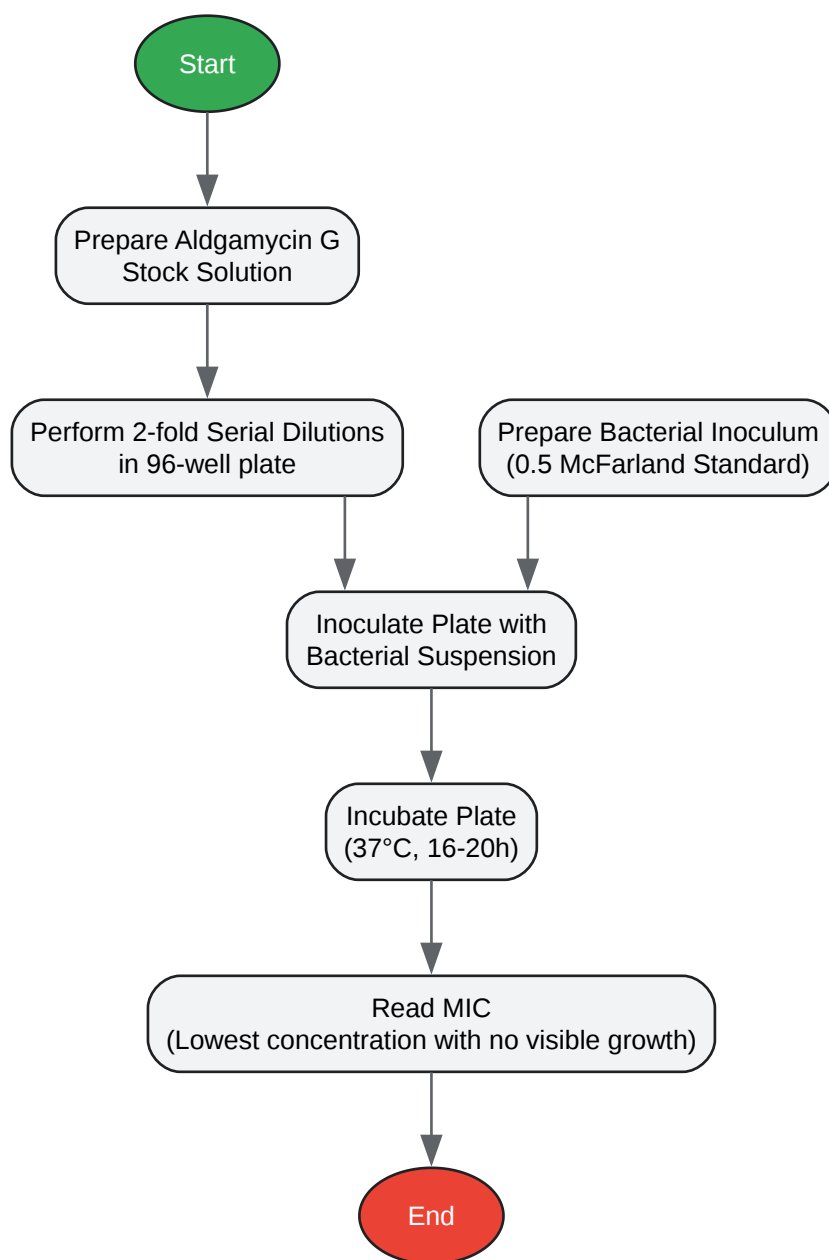 Start
Prepare Aldgamycin G
Stock Solution
Perform 2-fold Serial Dilutions
in 96-well plate
Prepare Bacterial Inoculum
(0.5 McFarland Standard)
Inoculate Plate with
Bacterial Suspension
Incubate Plate
(37°C, 16-20h)
Read MIC
(Lowest concentration with no visible growth)
End